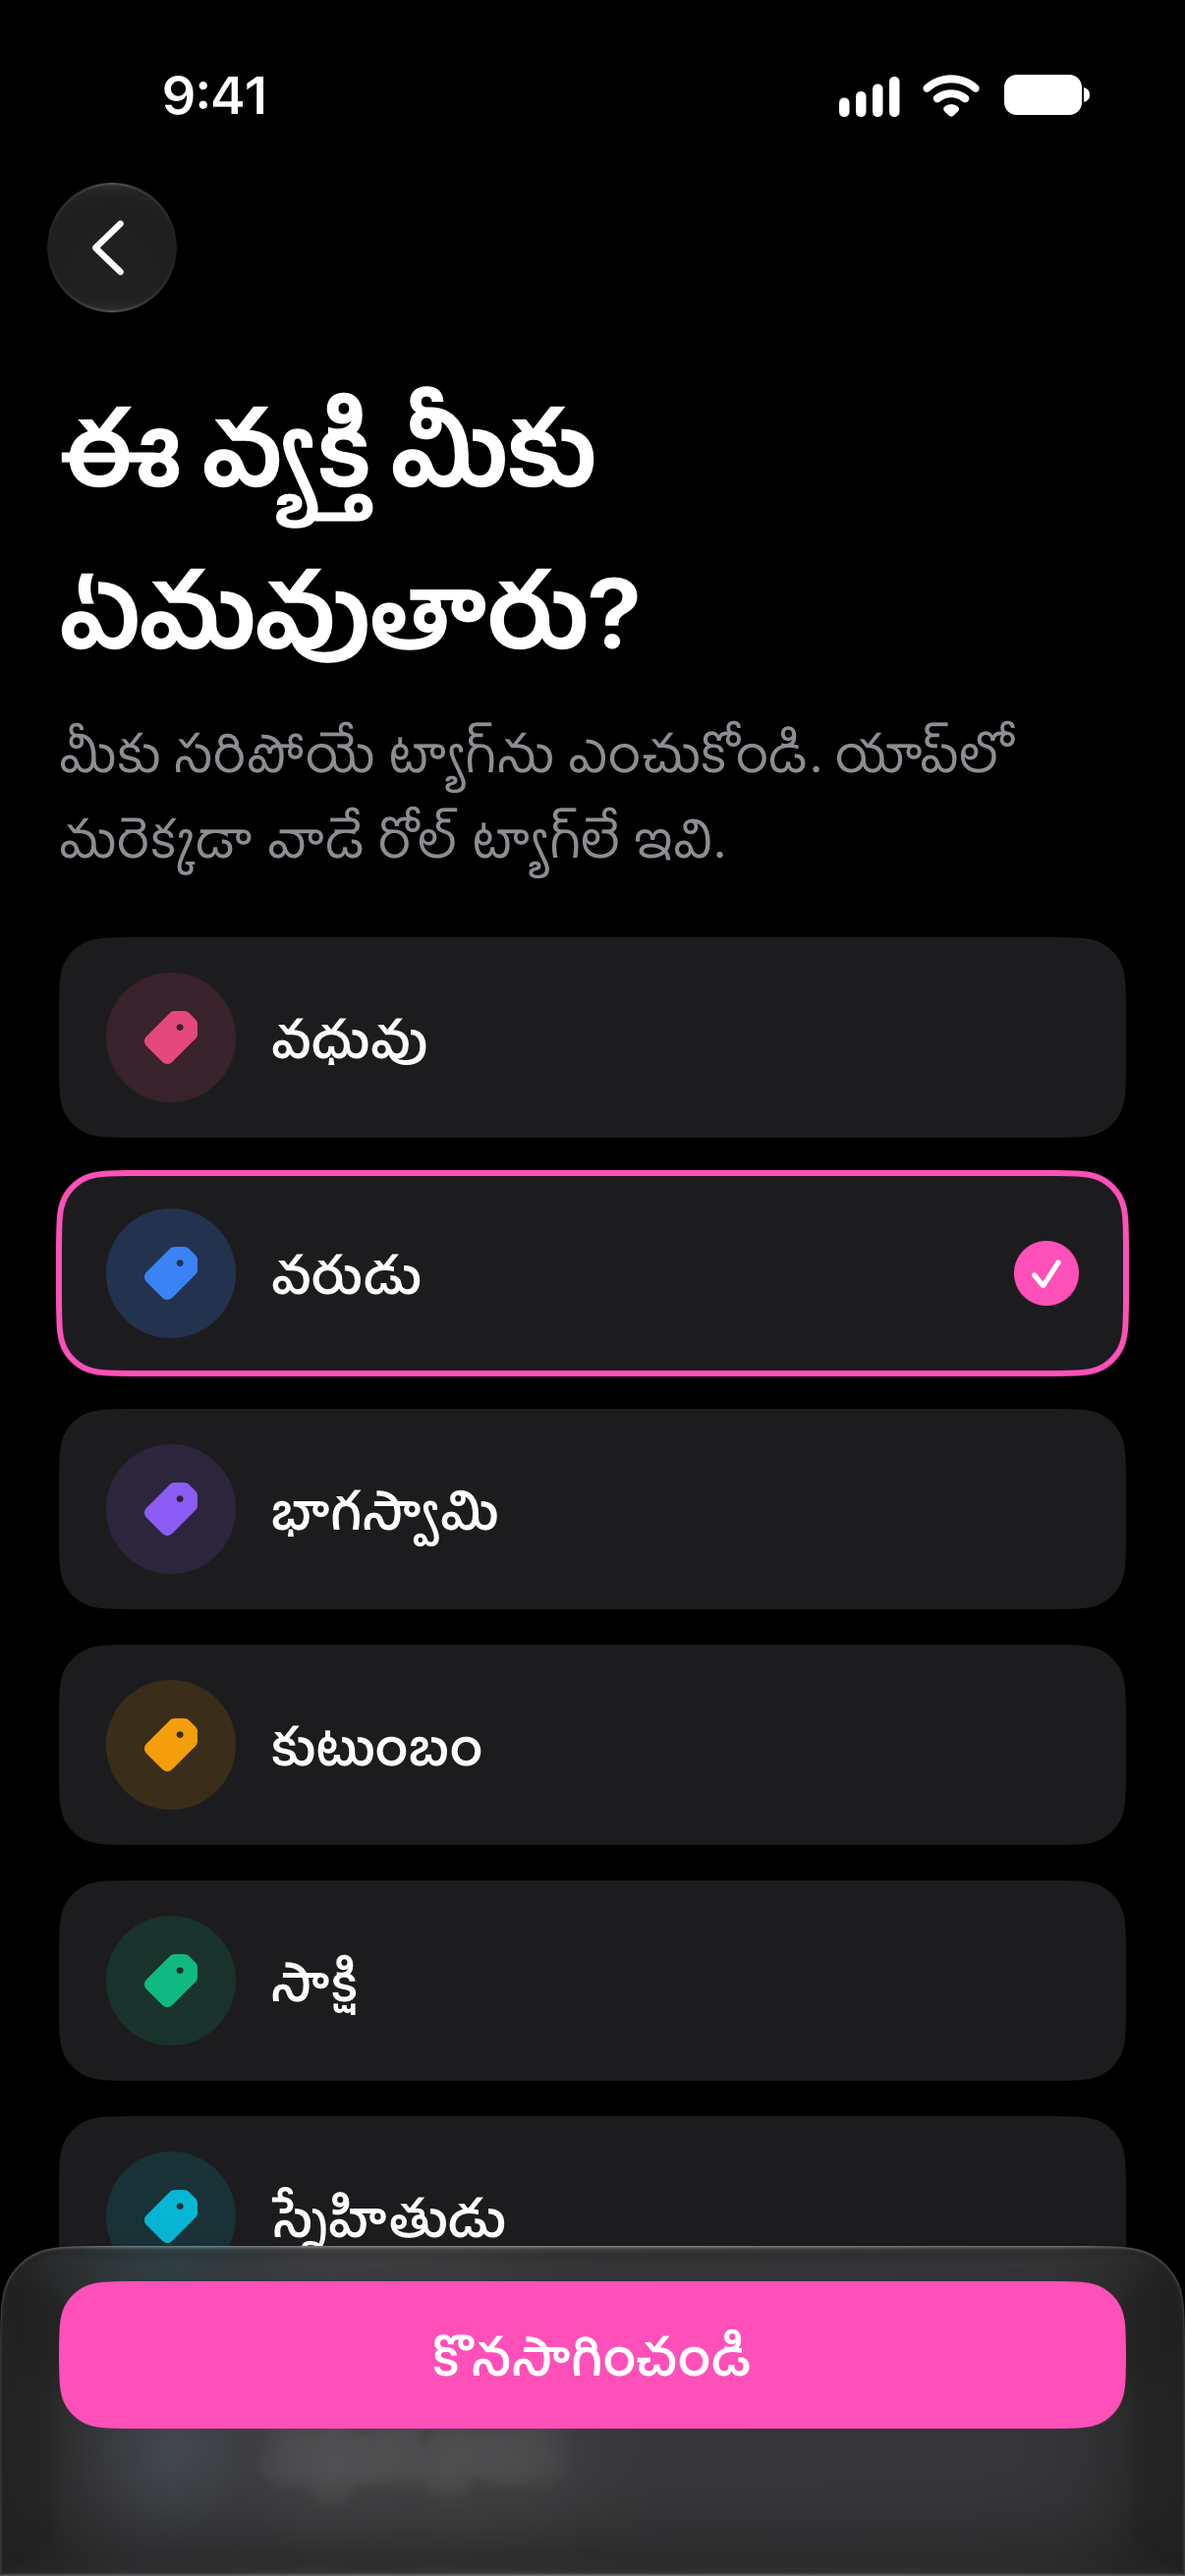 9:41
ఈ వ్యక్తి మీకు
ఏమవుతారు?
మీకు సరిపోయే ట్యాగ్‌ను ఎంచుకోండి. యాప్‌లో
మరెక్కడా వాడే రోల్ ట్యాగ్‌లే ఇవి.
వధువు
వరుడు
భాగస్వామి
కుటుంబం
సాక్షి
స్నేహితుడు
కొనసాగించండి